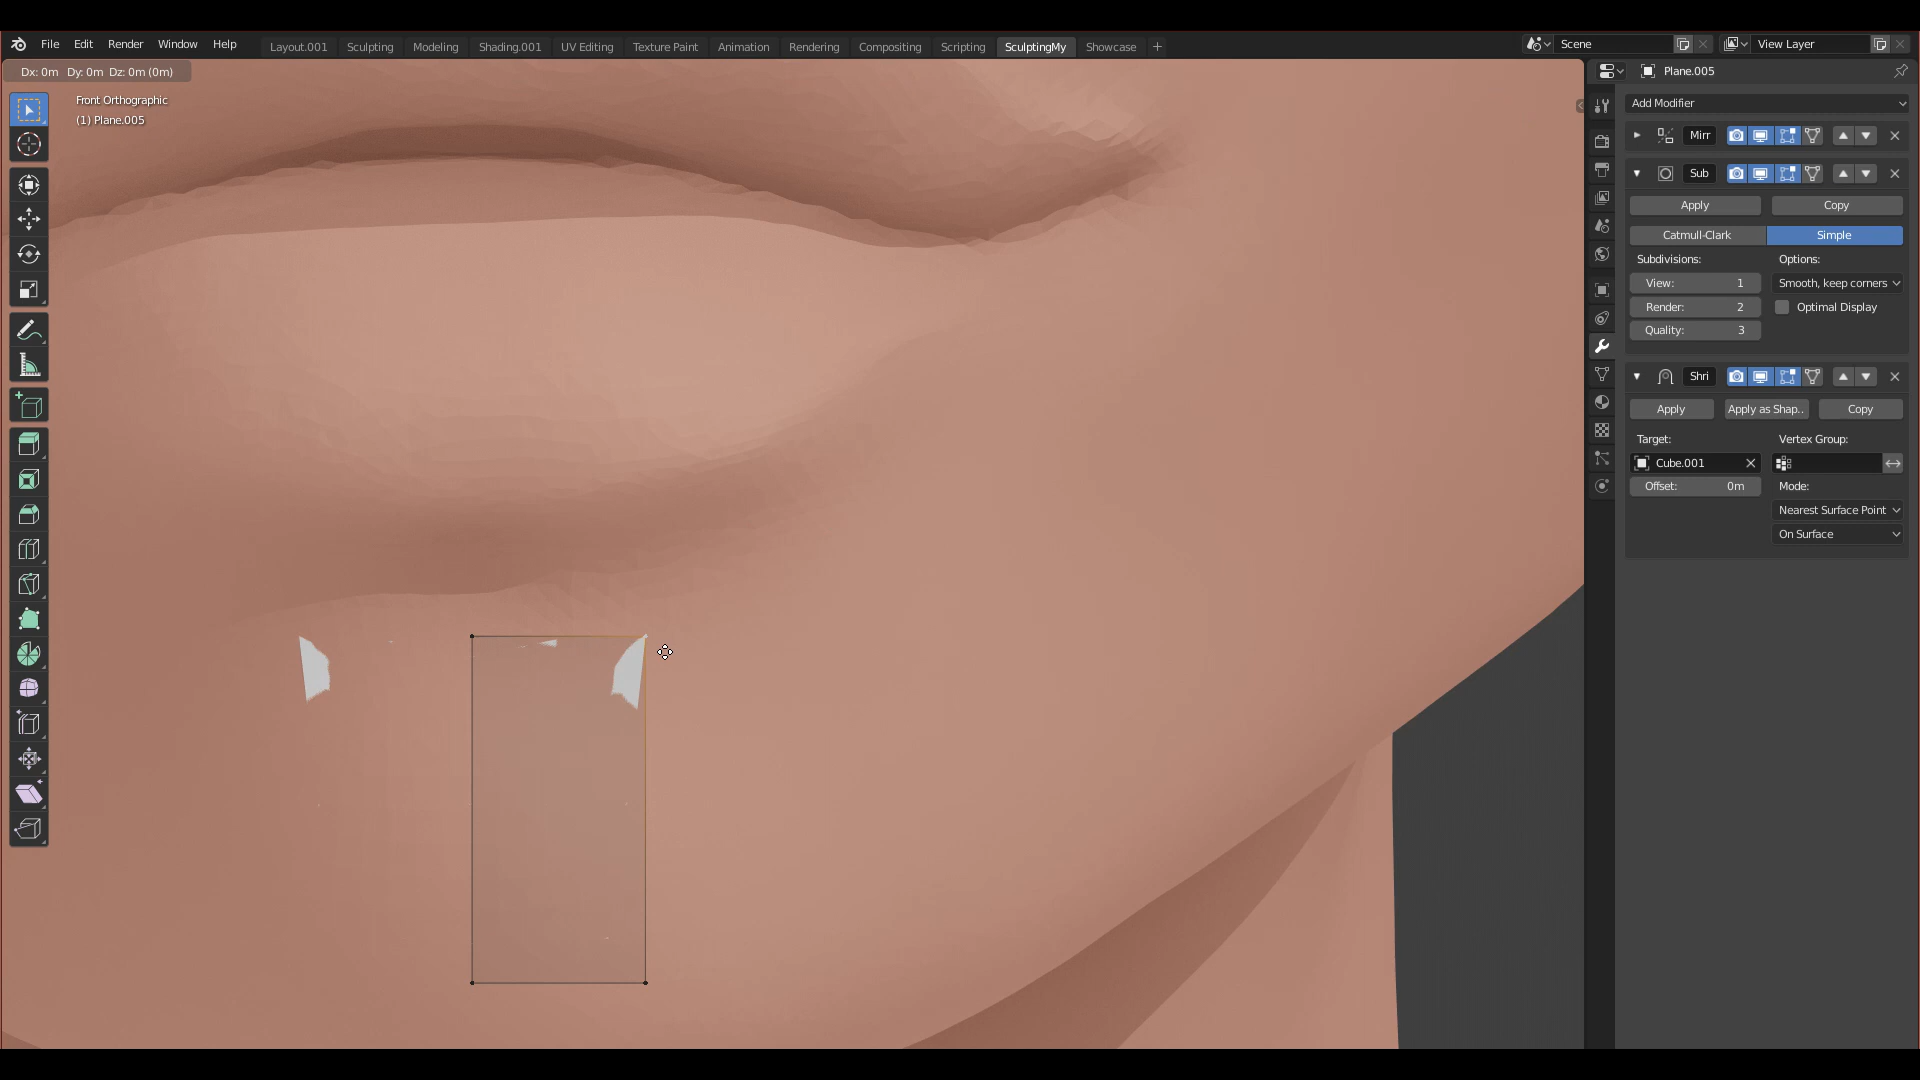 File Edit Render Window Help Layout.001 Sculpting Modeling Shading.001 UV Editing Texture Paint Animation Rendering Compositing Scripting SculptingMy Showcase + Scene View Layer
Dx: 0m Dy: 0m Dz: 0m (0m)
Plane.005
Front Orthographic
(1) Plane.005
Add Modifier
Mirr
Sub
Apply Copy
Catmull-Clark Simple
Subdivisions: Options:
View: 1 Smooth, keep corners
Render: 2 Optimal Display
Quality: 3
Shri
Apply Apply as Shap.. Copy
Target: Vertex Group:
Cube.001
Offset: 0m Mode:
Nearest Surface Point
On Surface